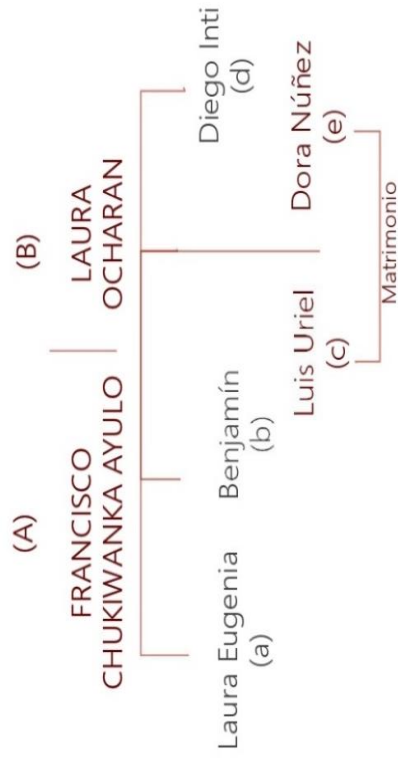 (A)
(B)
FRANCISCO
CHUKIWANKA AYULO
LAURA
OCHARAN
Laura Eugenia
(a)
Benjamín
(b)
Diego Inti
(d)
Luis Uriel
(c)
Dora Núñez
(e)
Matrimonio